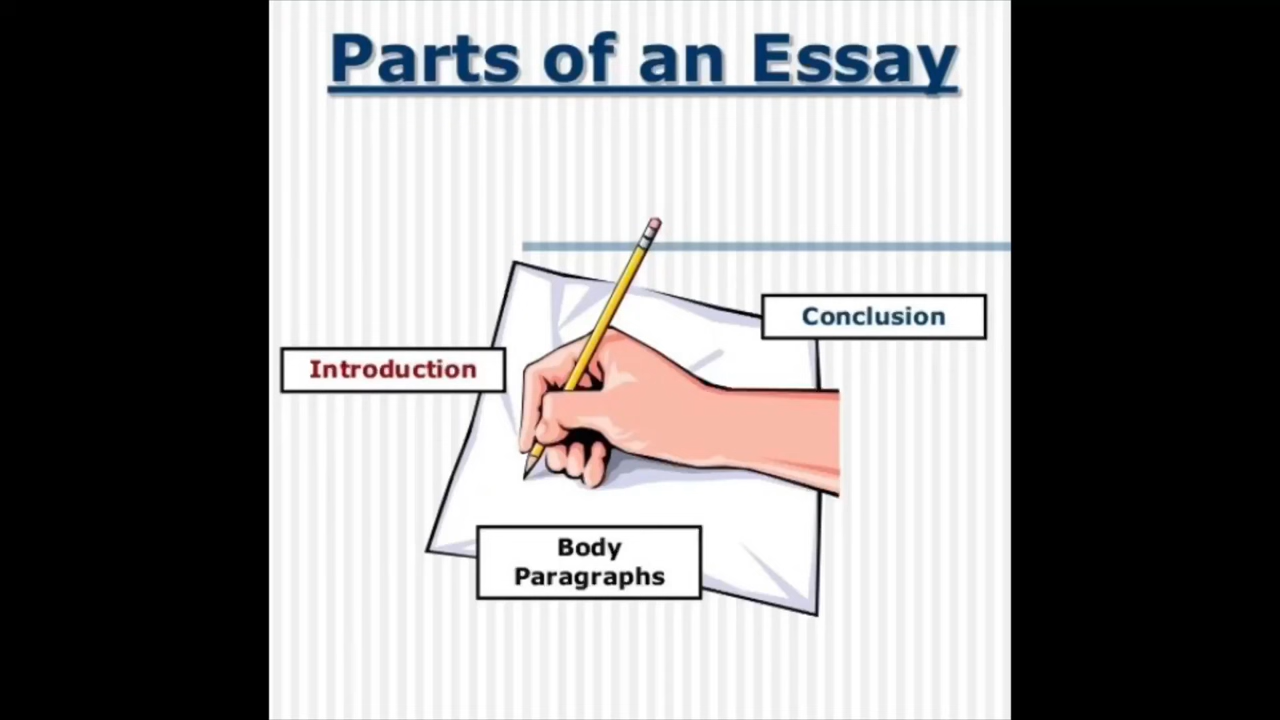 Parts of an Essay
Introduction
Body
Paragraphs
Conclusion